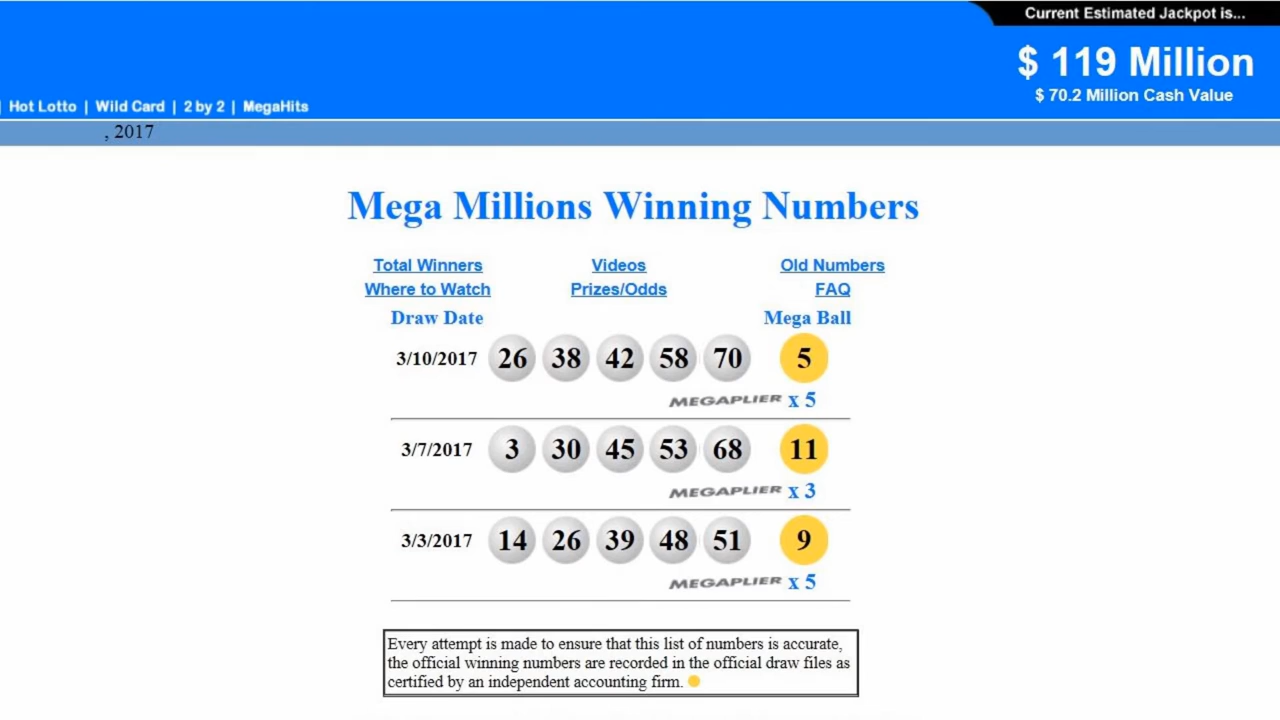 Current Estimated Jackpot is...
$ 119 Million
$ 70.2 Million Cash Value
| Hot Lotto | Wild Card | 2 by 2 | MegaHits
, 2017
Mega Millions Winning Numbers
Total Winners Videos Old Numbers
Where to Watch Prizes/Odds FAQ
Draw Date Mega Ball
3/10/2017 26 38 42 58 70 5
MEGAPLIER X 5
3/7/2017 3 30 45 53 68 11
MEGAPLIER X 3
3/3/2017 14 26 39 48 51 9
MEGAPLIER X 5
Every attempt is made to ensure that this list of numbers is accurate,
the official winning numbers are recorded in the official draw files as
certified by an independent accounting firm.